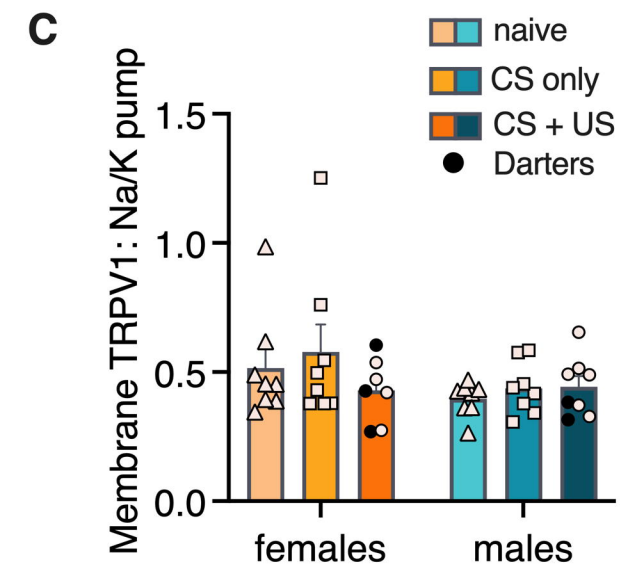 C
naive
CS only
CS + US
Darters
Membrane TRPV1: Na/K pump
1.5
1.0
0.5
0.0
females
males